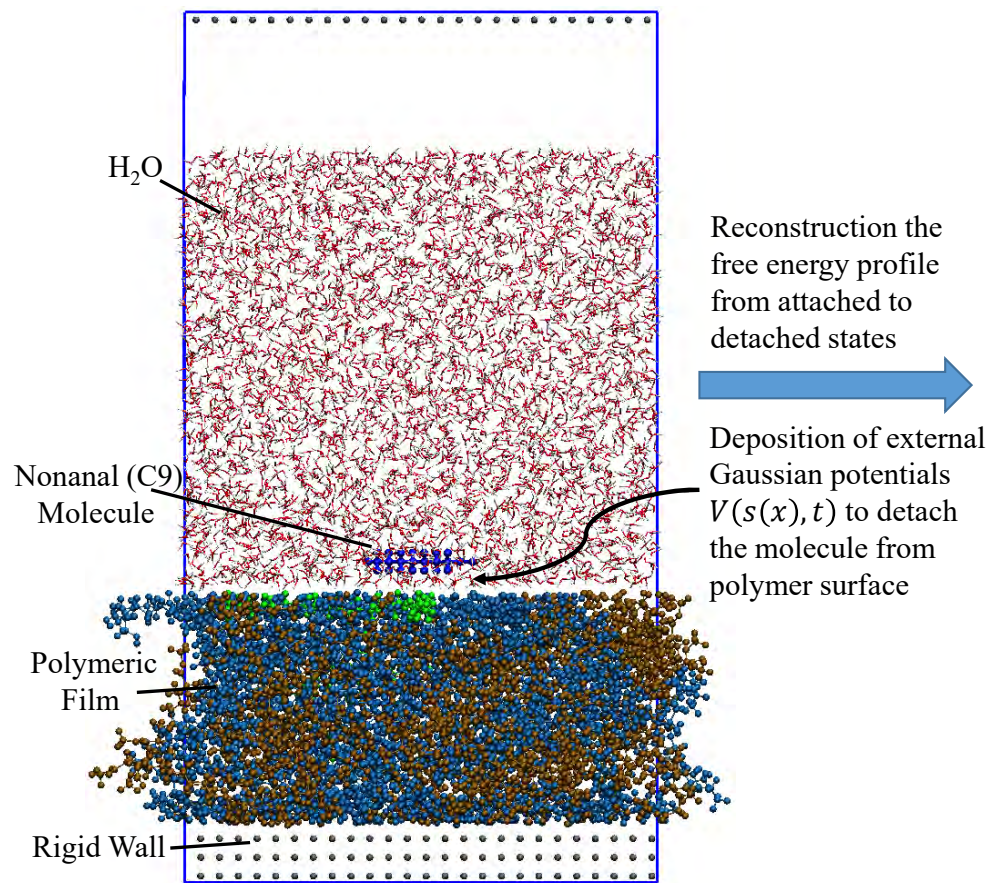 H₂O
Reconstruction the
free energy profile
from attached to
detached states
Deposition of external
Gaussian potentials
V(s(x), t) to detach
the molecule from
polymer surface
Nonanal (C9)
Molecule
Polymeric
Film
Rigid Wall